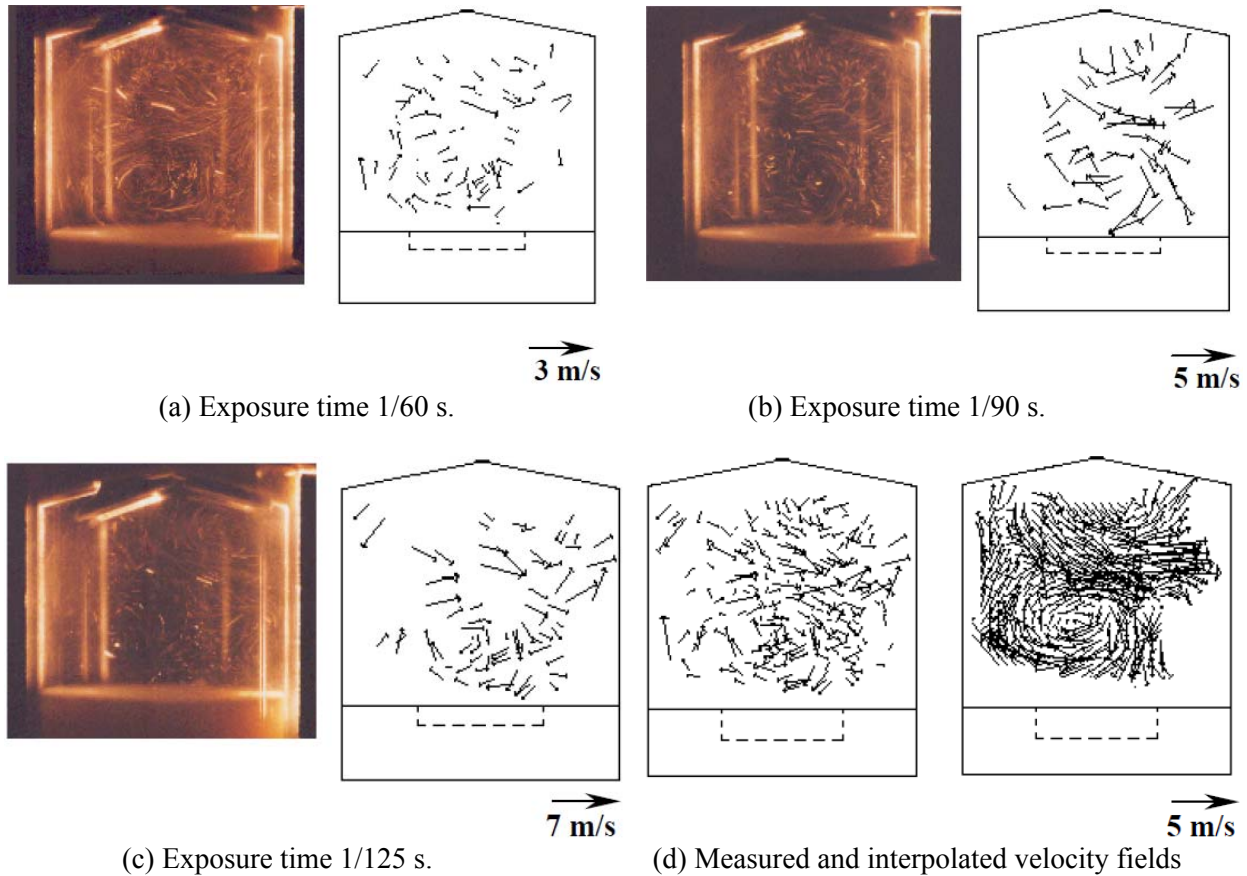 3 m/s
5 m/s
(a) Exposure time 1/60 s.
(b) Exposure time 1/90 s.
7 m/s
5 m/s
(c) Exposure time 1/125 s.
(d) Measured and interpolated velocity fields